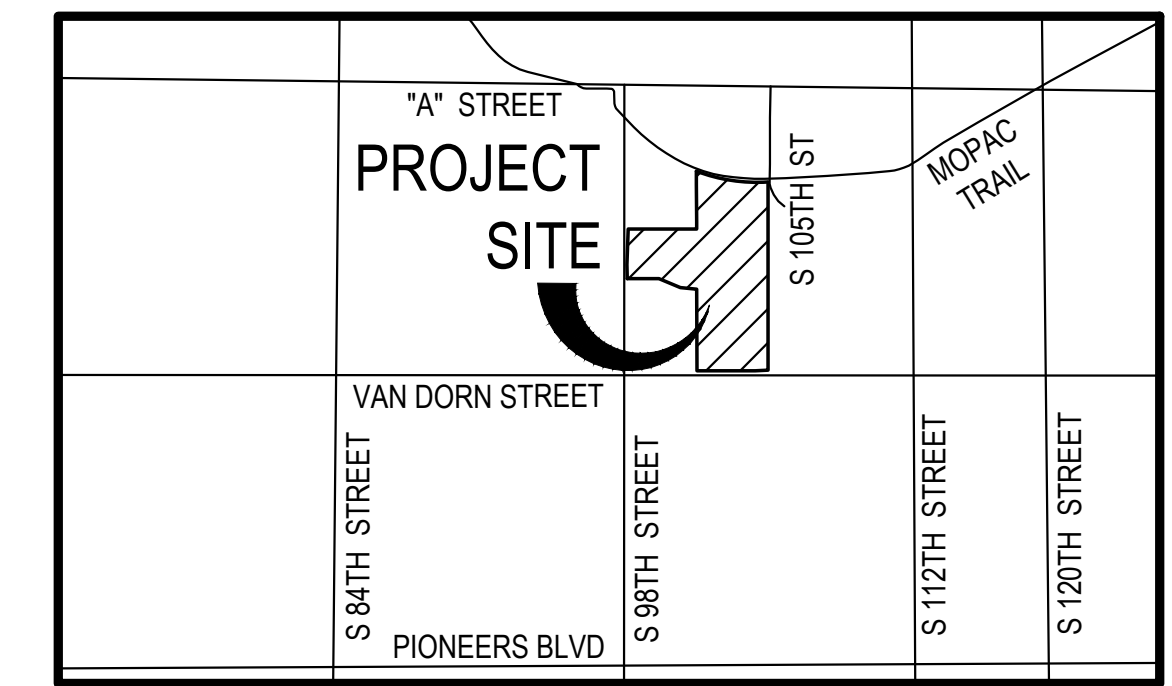 "A" STREET
PROJECT
SITE
S 105TH ST
MOPAC
TRAIL
VAN DORN STREET
S 84TH STREET
S 98TH STREET
S 112TH STREET
S 120TH STREET
PIONEERS BLVD